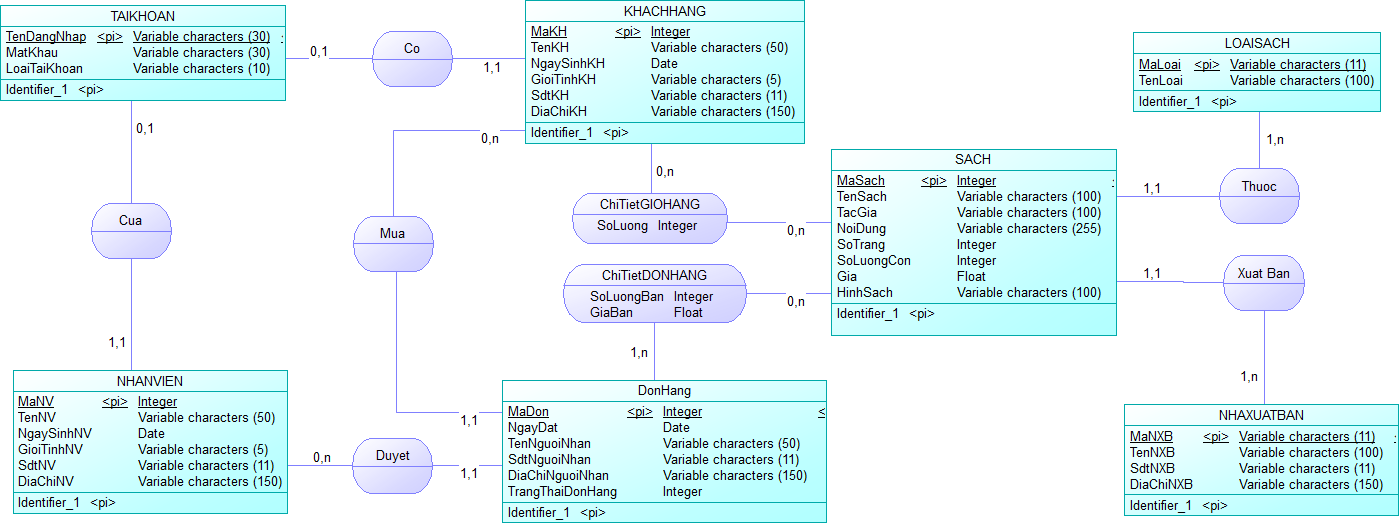 TAIKHOAN
TenDangNhap <pi> Variable characters (30)
MatKhau Variable characters (30)
LoaiTaiKhoan Variable characters (10)
Identifier_1 <pi>
0,1
Co
1,1
KHACHHANG
MaKH <pi> Integer
TenKH Variable characters (50)
NgaySinhKH Date
GioiTinhKH Variable characters (5)
SdtKH Variable characters (11)
DiaChiKH Variable characters (150)
Identifier_1 <pi>
LOAISACH
MaLoai <pi> Variable characters (11)
TenLoai Variable characters (100)
Identifier_1 <pi>
0,1
0,n
0,n
1,n
Cua
Mua
ChiTietGIOHANG
SoLuong Integer
0,n
SACH
MaSach <pi> Integer
TenSach Variable characters (100)
TacGia Variable characters (100)
NoiDung Variable characters (255)
SoTrang Integer
SoLuongCon Integer
Gia Float
HinhSach Variable characters (100)
Identifier_1 <pi>
1,1
Thuoc
ChiTietDONHANG
SoLuongBan Integer
GiaBan Float
0,n
1,1
Xuat Ban
1,1
1,n
1,n
NHANVIEN
MaNV <pi> Integer
TenNV Variable characters (50)
NgaySinhNV Date
GioiTinhNV Variable characters (5)
SdtNV Variable characters (11)
DiaChiNV Variable characters (150)
Identifier_1 <pi>
0,n
Duyet
1,1
1,1
DonHang
MaDon <pi> Integer <
NgayDat Date
TenNguoiNhan Variable characters (50)
SdtNguoiNhan Variable characters (11)
DiaChiNguoiNhan Variable characters (150)
TrangThaiDonHang Integer
Identifier_1 <pi>
NHAXUATBAN
MaNXB <pi> Variable characters (11)
TenNXB Variable characters (100)
SdtNXB Variable characters (11)
DiaChiNXB Variable characters (150)
Identifier_1 <pi>